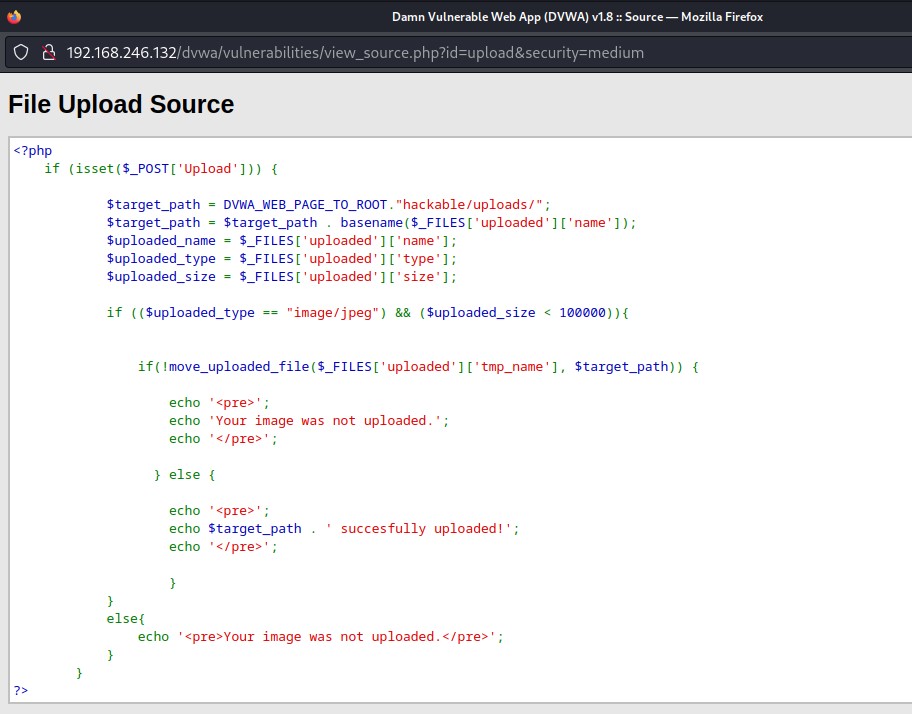 Damn Vulnerable Web App (DVWA) v1.8 :: Source — Mozilla Firefox
192.168.246.132/dvwa/vulnerabilities/view_source.php?id=upload&security=medium
File Upload Source
<?php
    if (isset($_POST['Upload'])) {
            $target_path = DVWA_WEB_PAGE_TO_ROOT."hackable/uploads/";
            $target_path = $target_path . basename($_FILES['uploaded']['name']);
            $uploaded_name = $_FILES['uploaded']['name'];
            $uploaded_type = $_FILES['uploaded']['type'];
            $uploaded_size = $_FILES['uploaded']['size'];
            if (($uploaded_type == "image/jpeg") && ($uploaded_size < 100000)){
                if(!move_uploaded_file($_FILES['uploaded']['tmp_name'], $target_path)) {
                    echo '<pre>';
                    echo 'Your image was not uploaded.';
                    echo '</pre>';
                  } else {
                    echo '<pre>';
                    echo $target_path . ' succesfully uploaded!';
                    echo '</pre>';
                    }
            }
            else{
                echo '<pre>Your image was not uploaded.</pre>';
            }
        }
?>